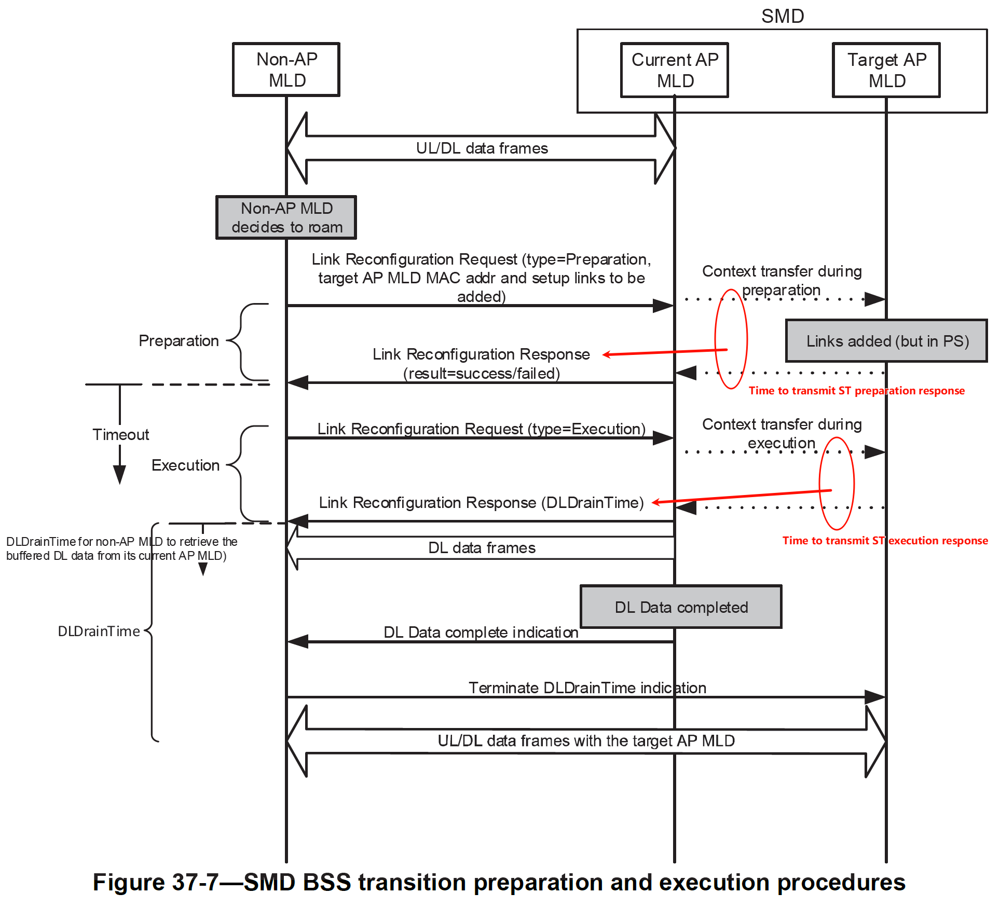 SMD
Non-AP
MLD
Current AP
MLD
Target AP
MLD
UL/DL data frames
Non-AP MLD
decides to roam
Link Reconfiguration Request (type=Preparation,
target AP MLD MAC addr and setup links to be
added)
Context transfer during
preparation
Preparation
Links added (but in PS)
Link Reconfiguration Response
(result=success/failed)
Time to transmit ST preparation response
Timeout
Link Reconfiguration Request (type=Execution)
Context transfer during
execution
Execution
Link Reconfiguration Response (DLDrainTime)
Time to transmit ST execution response
DLDrainTime for non-AP MLD to retrieve the
buffered DL data from its current AP MLD)
DL data frames
DL Data completed
DLDrainTime
DL Data complete indication
Terminate DLDrainTime indication
UL/DL data frames with the target AP MLD
Figure 37-7—SMD BSS transition preparation and execution procedures